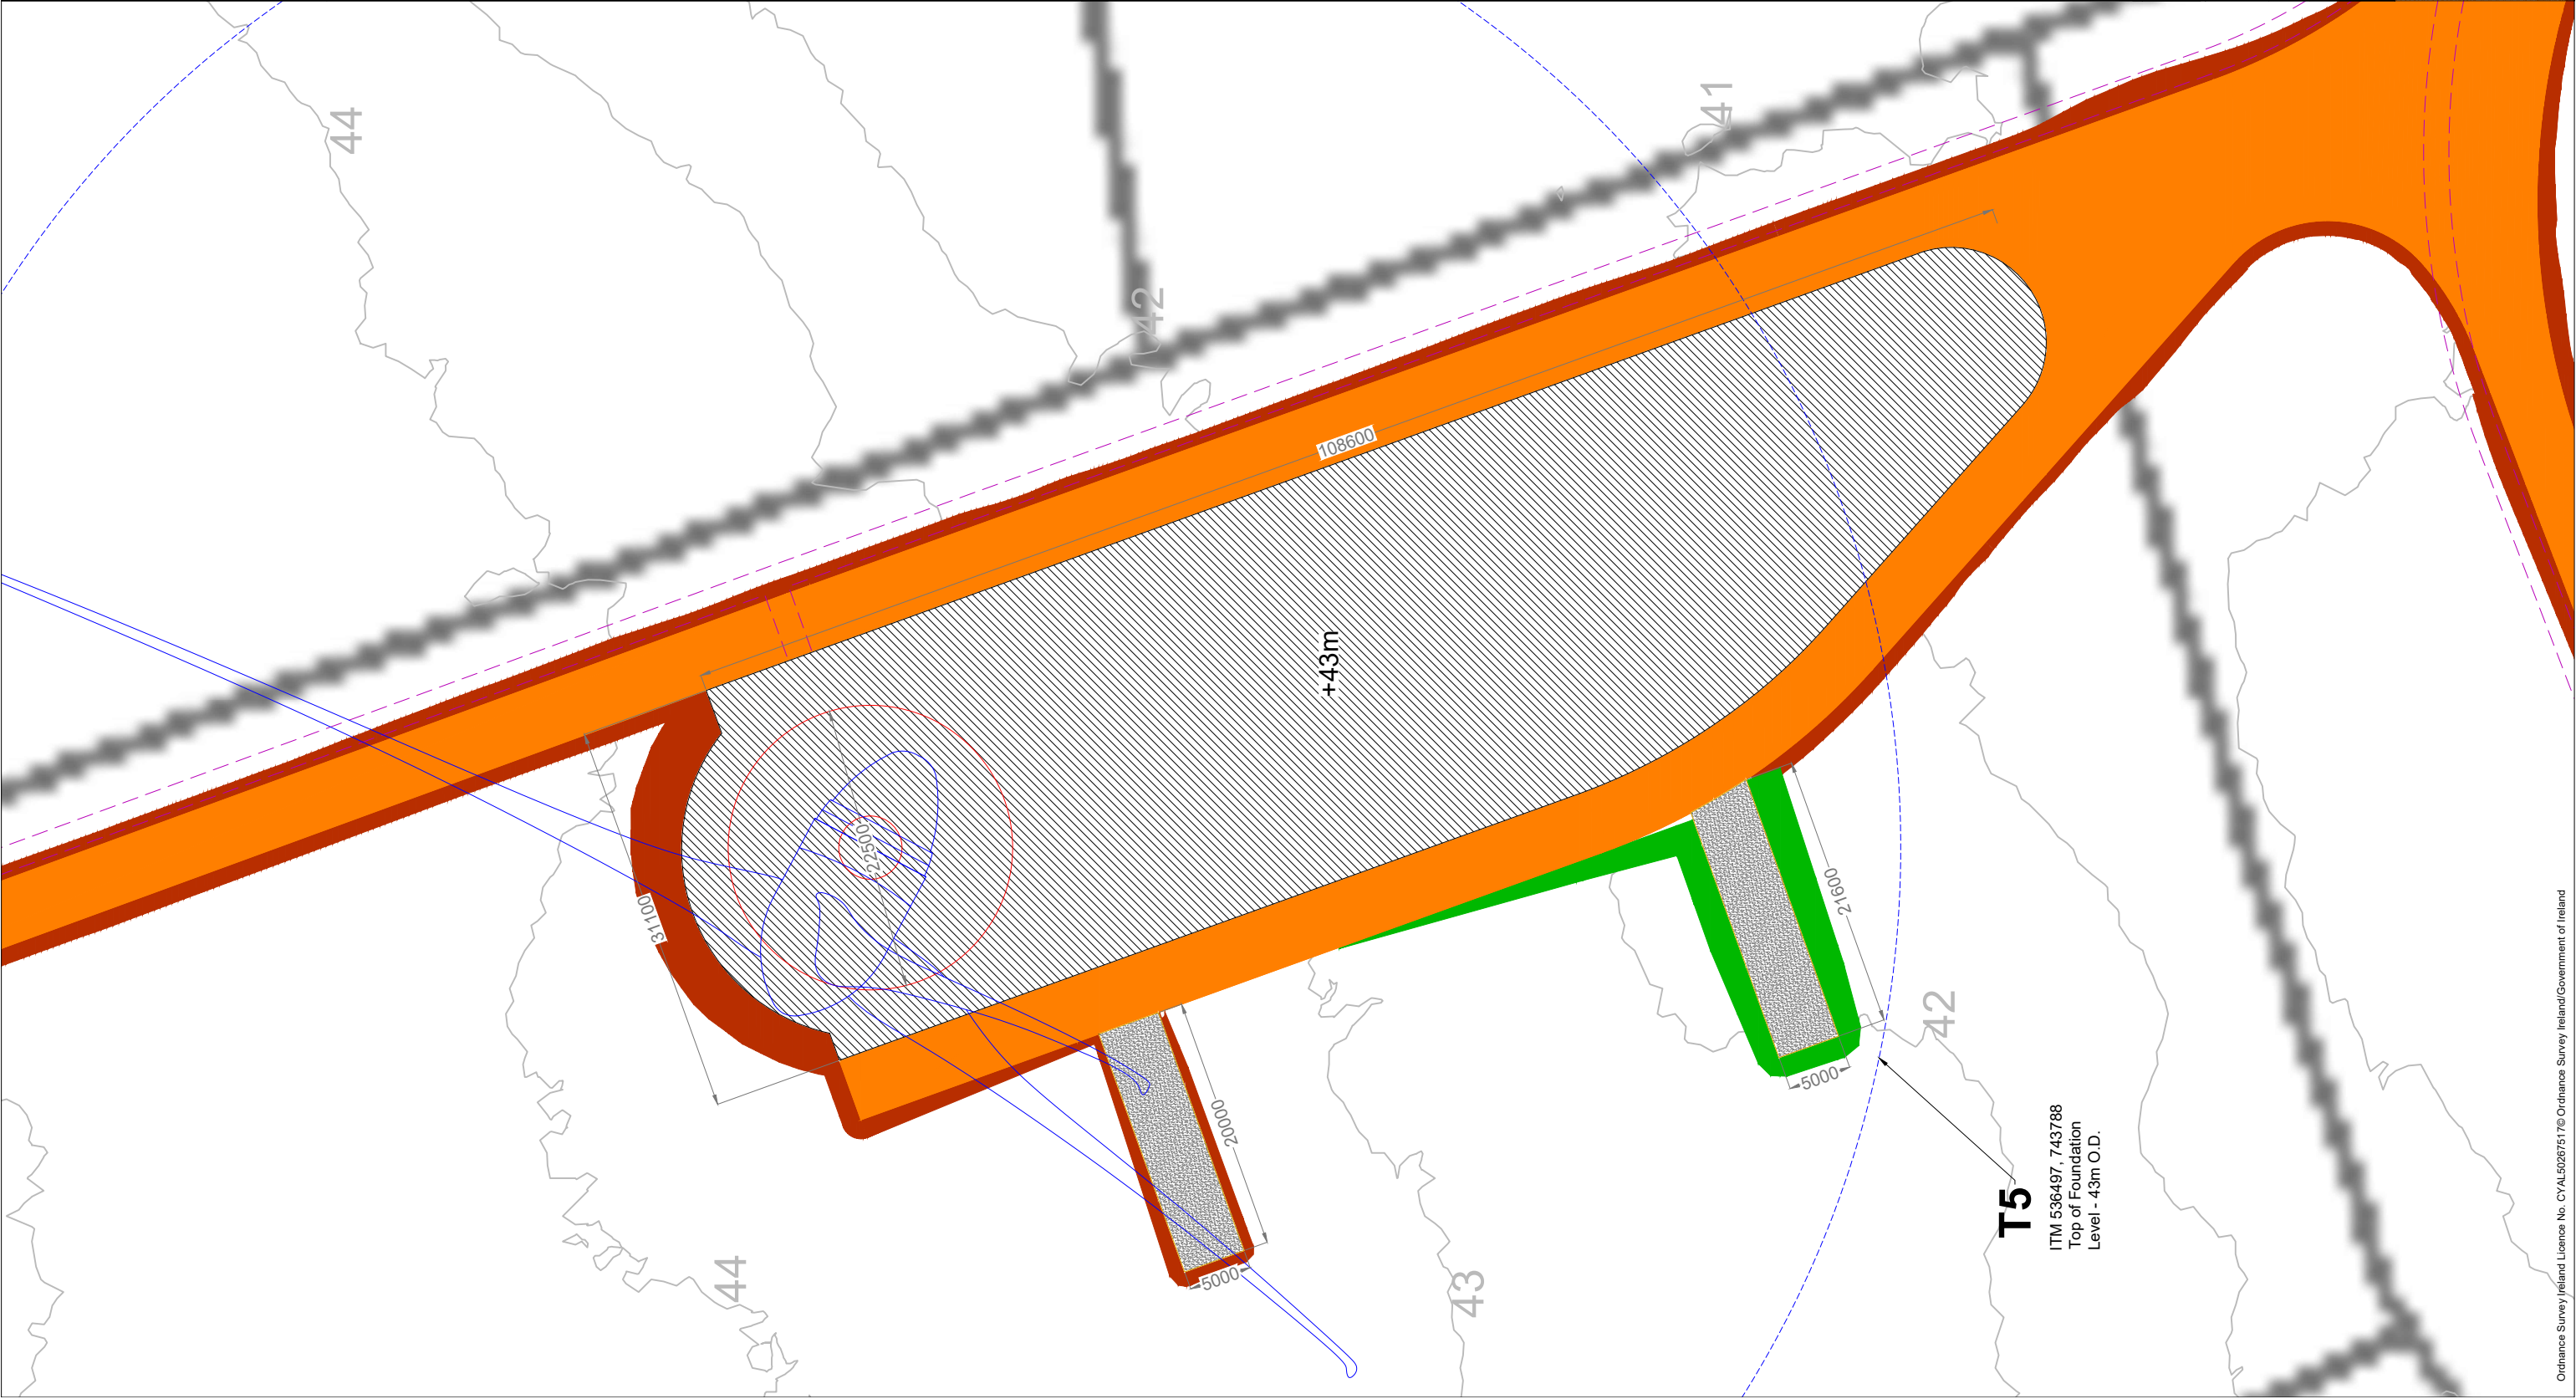 44
41
42
108600
+43m
22500
31100
21600
5000
42
20000
5000
44
43
T5
ITM 536497, 743788
Top of Foundation
Level - 43m O.D.
Ordnance Survey Ireland Licence No. CYAL50267517© Ordnance Survey Ireland/Government of Ireland